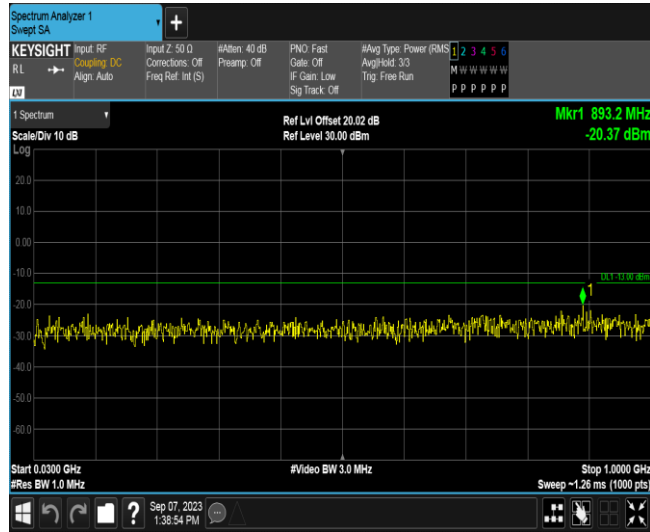 Spectrum Analyzer 1
Swept SA
+
KEYSIGHT
RL
LXI
Input: RF
Coupling: DC
Align: Auto
Input Z: 50 Ω
Corrections: Off
Freq Ref: Int (S)
#Atten: 40 dB
Preamp: Off
PNO: Fast
Gate: Off
IF Gain: Low
Sig Track: Off
#Avg Type: Power (RMS
Avg|Hold: 3/3
Trig: Free Run
1 2 3 4 5 6
M W W W W W
P P P P P P
1 Spectrum
Scale/Div 10 dB
Log
Ref Lvl Offset 20.02 dB
Ref Level 30.00 dBm
Mkr1 893.2 MHz
-20.37 dBm
20.0
10.0
0.00
-10.0
-20.0
-30.0
-40.0
-50.0
-60.0
DL1 -13.00 dBm
1
Start 0.0300 GHz
#Res BW 1.0 MHz
#Video BW 3.0 MHz
Stop 1.0000 GHz
Sweep ~1.26 ms (1000 pts)
?
Sep 07, 2023
1:38:54 PM